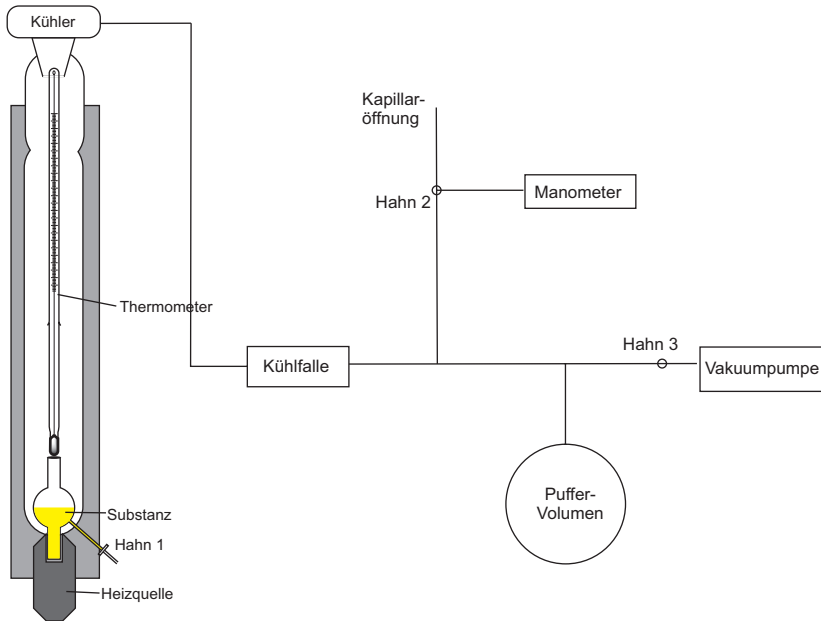 Kühler
Kapillar-
öffnung
Hahn 2
Manometer
Thermometer
Hahn 3
Kühlfalle
Vakuumpumpe
Puffer-
Volumen
Substanz
Hahn 1
Heizquelle